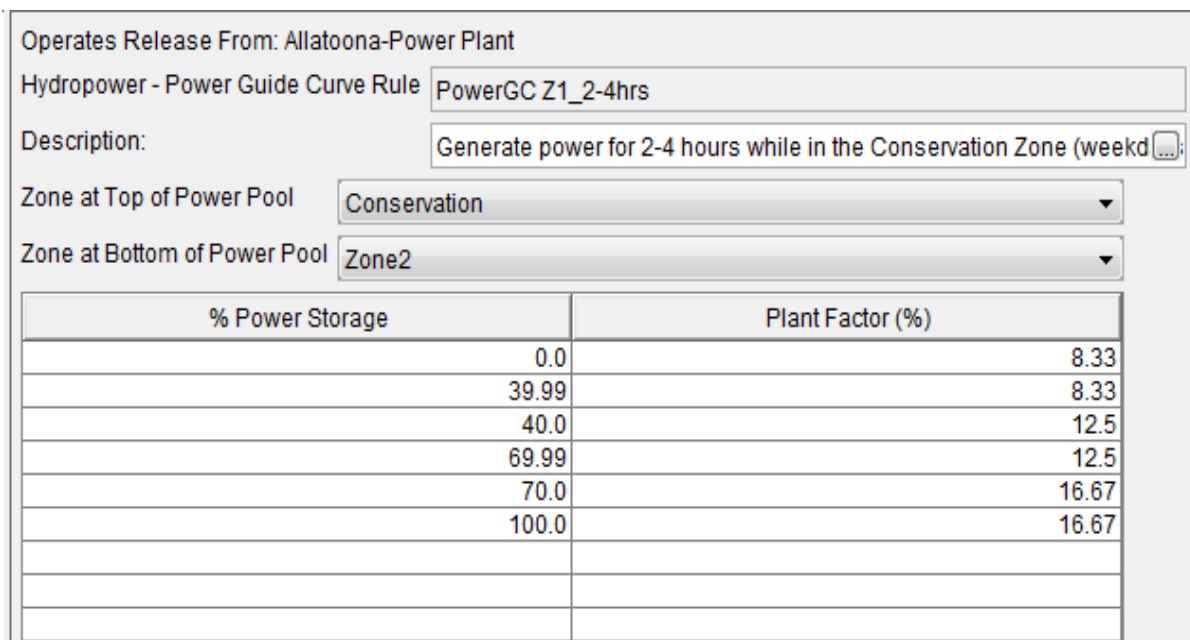 Operates Release From: Allatoona-Power Plant
Hydropower - Power Guide Curve Rule PowerGC Z1_2-4hrs
Description: Generate power for 2-4 hours while in the Conservation Zone (weekd ...
Zone at Top of Power Pool Conservation
Zone at Bottom of Power Pool Zone2
% Power Storage Plant Factor (%)
0.0 8.33
39.99 8.33
40.0 12.5
69.99 12.5
70.0 16.67
100.0 16.67